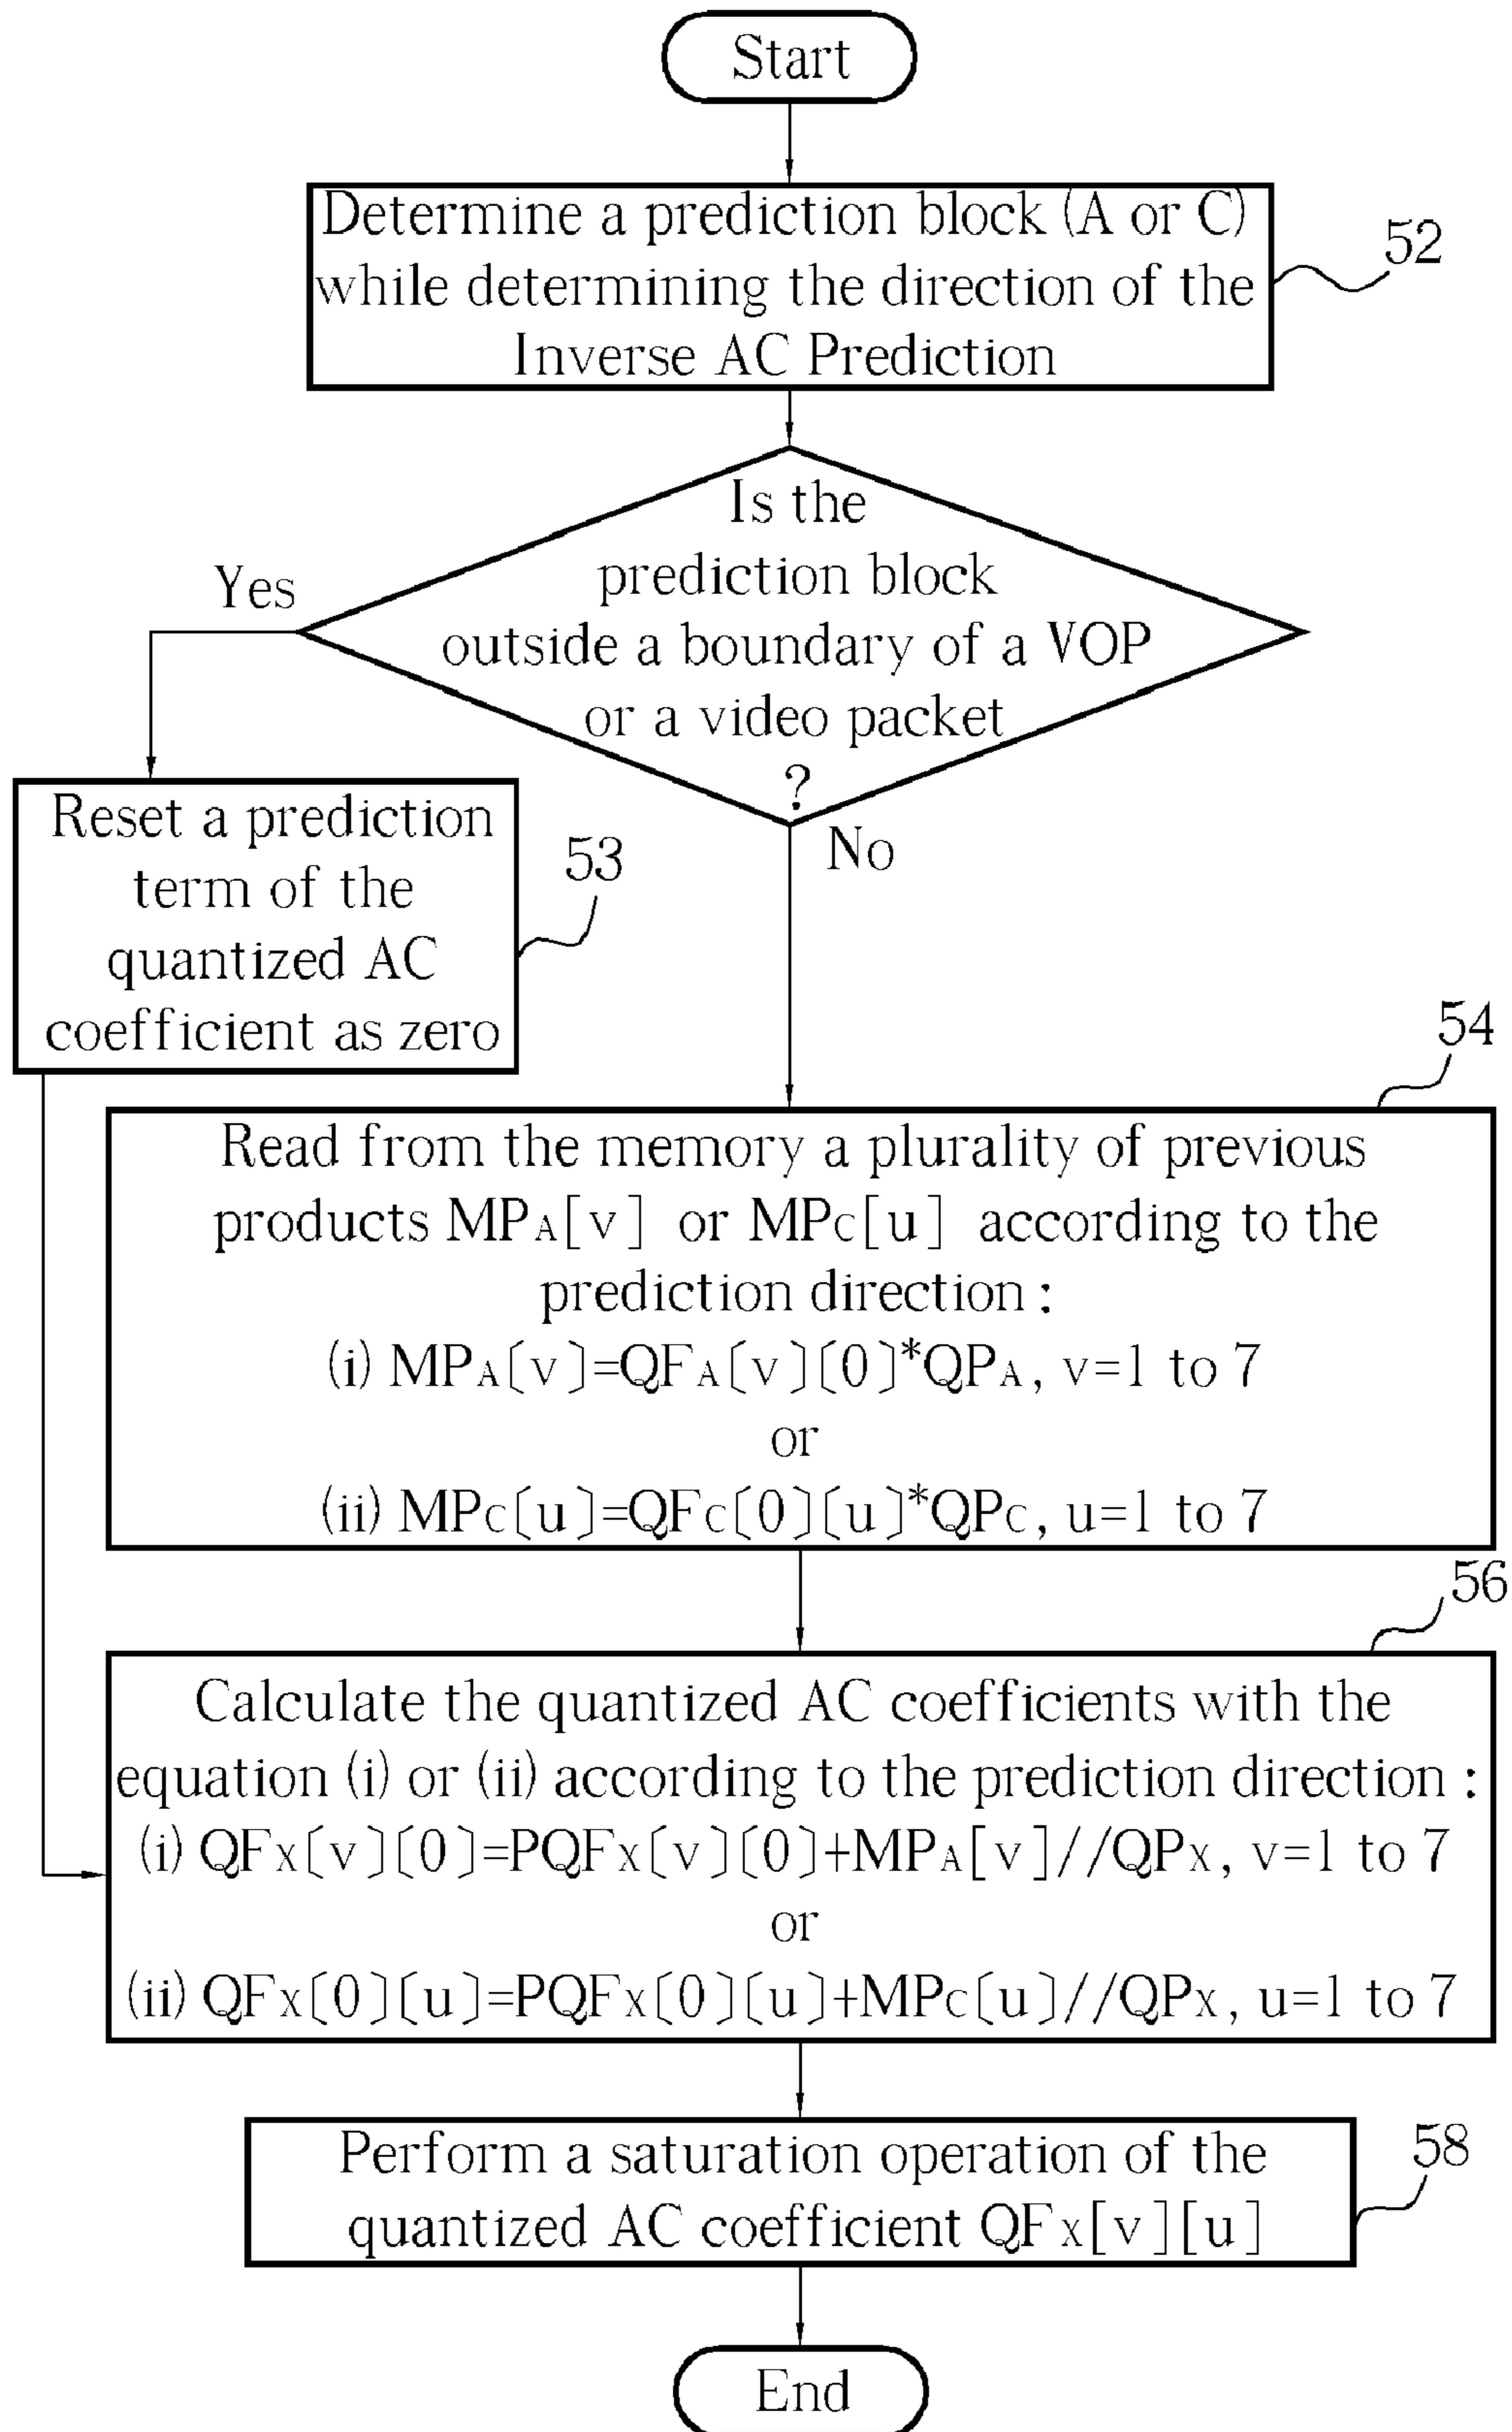 Start
Determine a prediction block (A or C)
while determining the direction of the
Inverse AC Prediction
52
Is the
prediction block
outside a boundary of a VOP
or a video packet
?
Yes
No
Reset a prediction
term of the
quantized AC
coefficient as zero
53
54
Read from the memory a plurality of previous
products MPA[v] or MPC[u] according to the
prediction direction :
(i) MPA[v]=QFA[v][0]*QPA, v=1 to 7
or
(ii) MPC[u]=QFC[0][u]*QPC, u=1 to 7
56
Calculate the quantized AC coefficients with the
equation (i) or (ii) according to the prediction direction :
(i) QFX[v][0]=PQFX[v][0]+MPA[v]//QPX, v=1 to 7
or
(ii) QFX[0][u]=PQFX[0][u]+MPC[u]//QPX, u=1 to 7
Perform a saturation operation of the
quantized AC coefficient QFX[v][u]
58
End